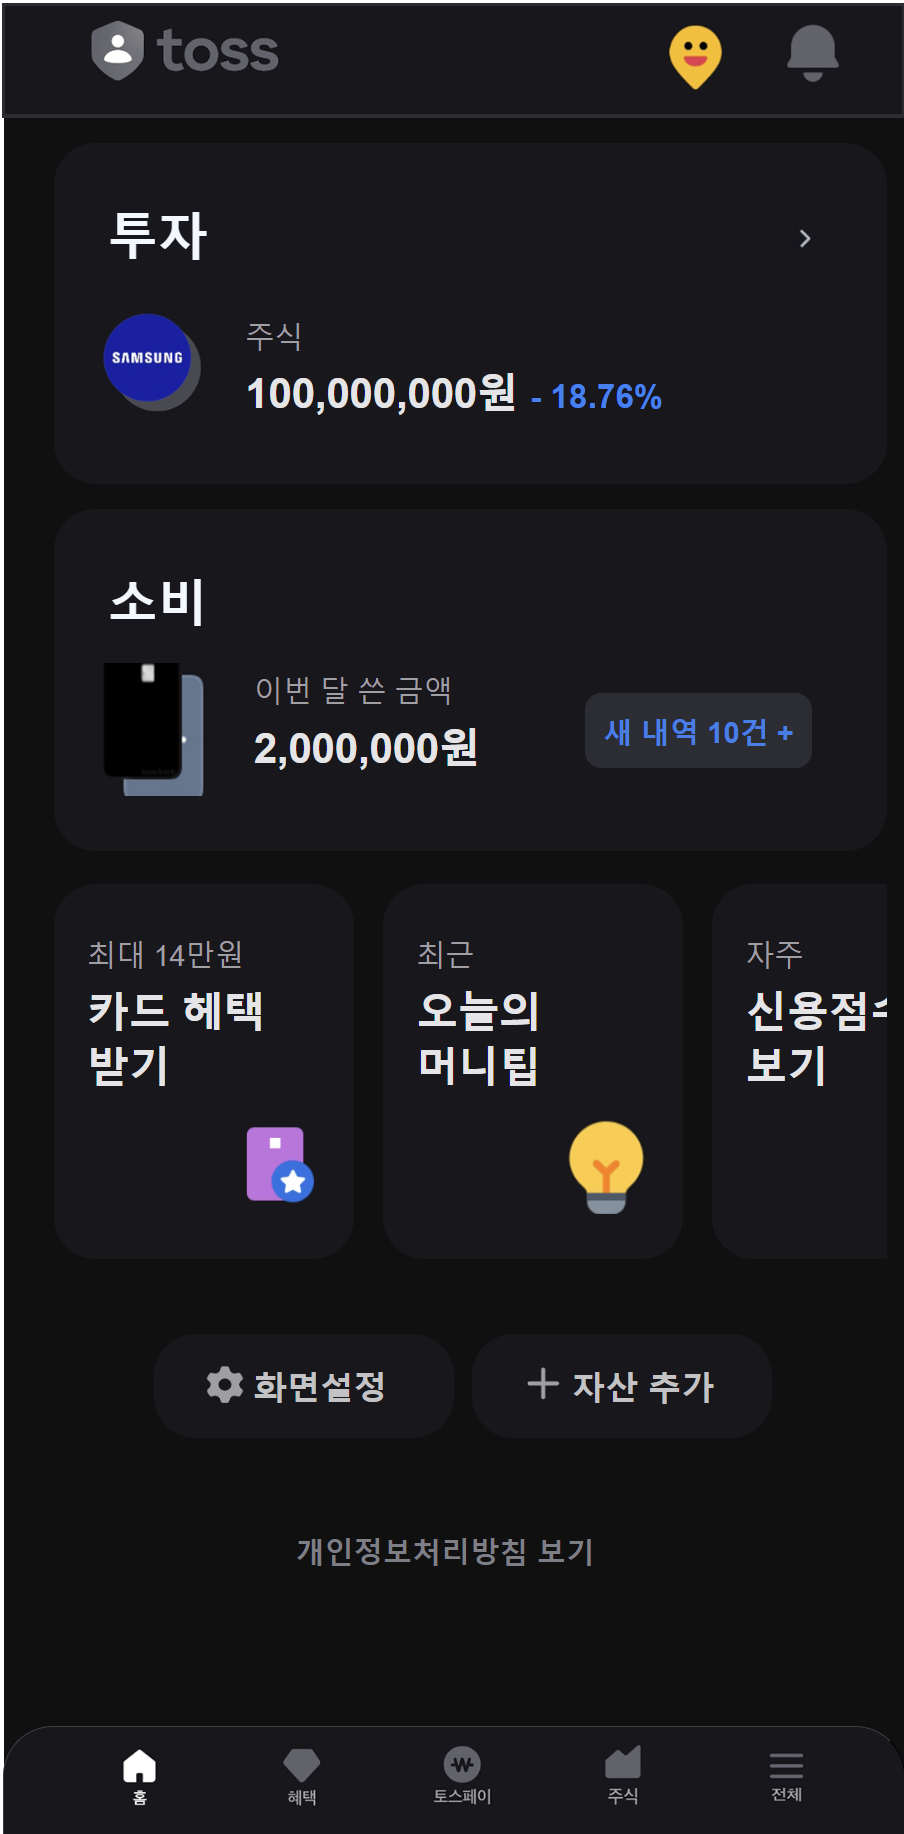 toss
투자
주식
SAMSUNG
100,000,000원 - 18.76%
소비
이번 달 쓴 금액
2,000,000원
새 내역 10건 +
최대 14만원
카드 헤택
받기
최근
오늘의
머니팁
자주
신용점수
보기
화면설정
자산 추가
개인정보처리방침 보기
홈
혜택
토스페이
주식
전체